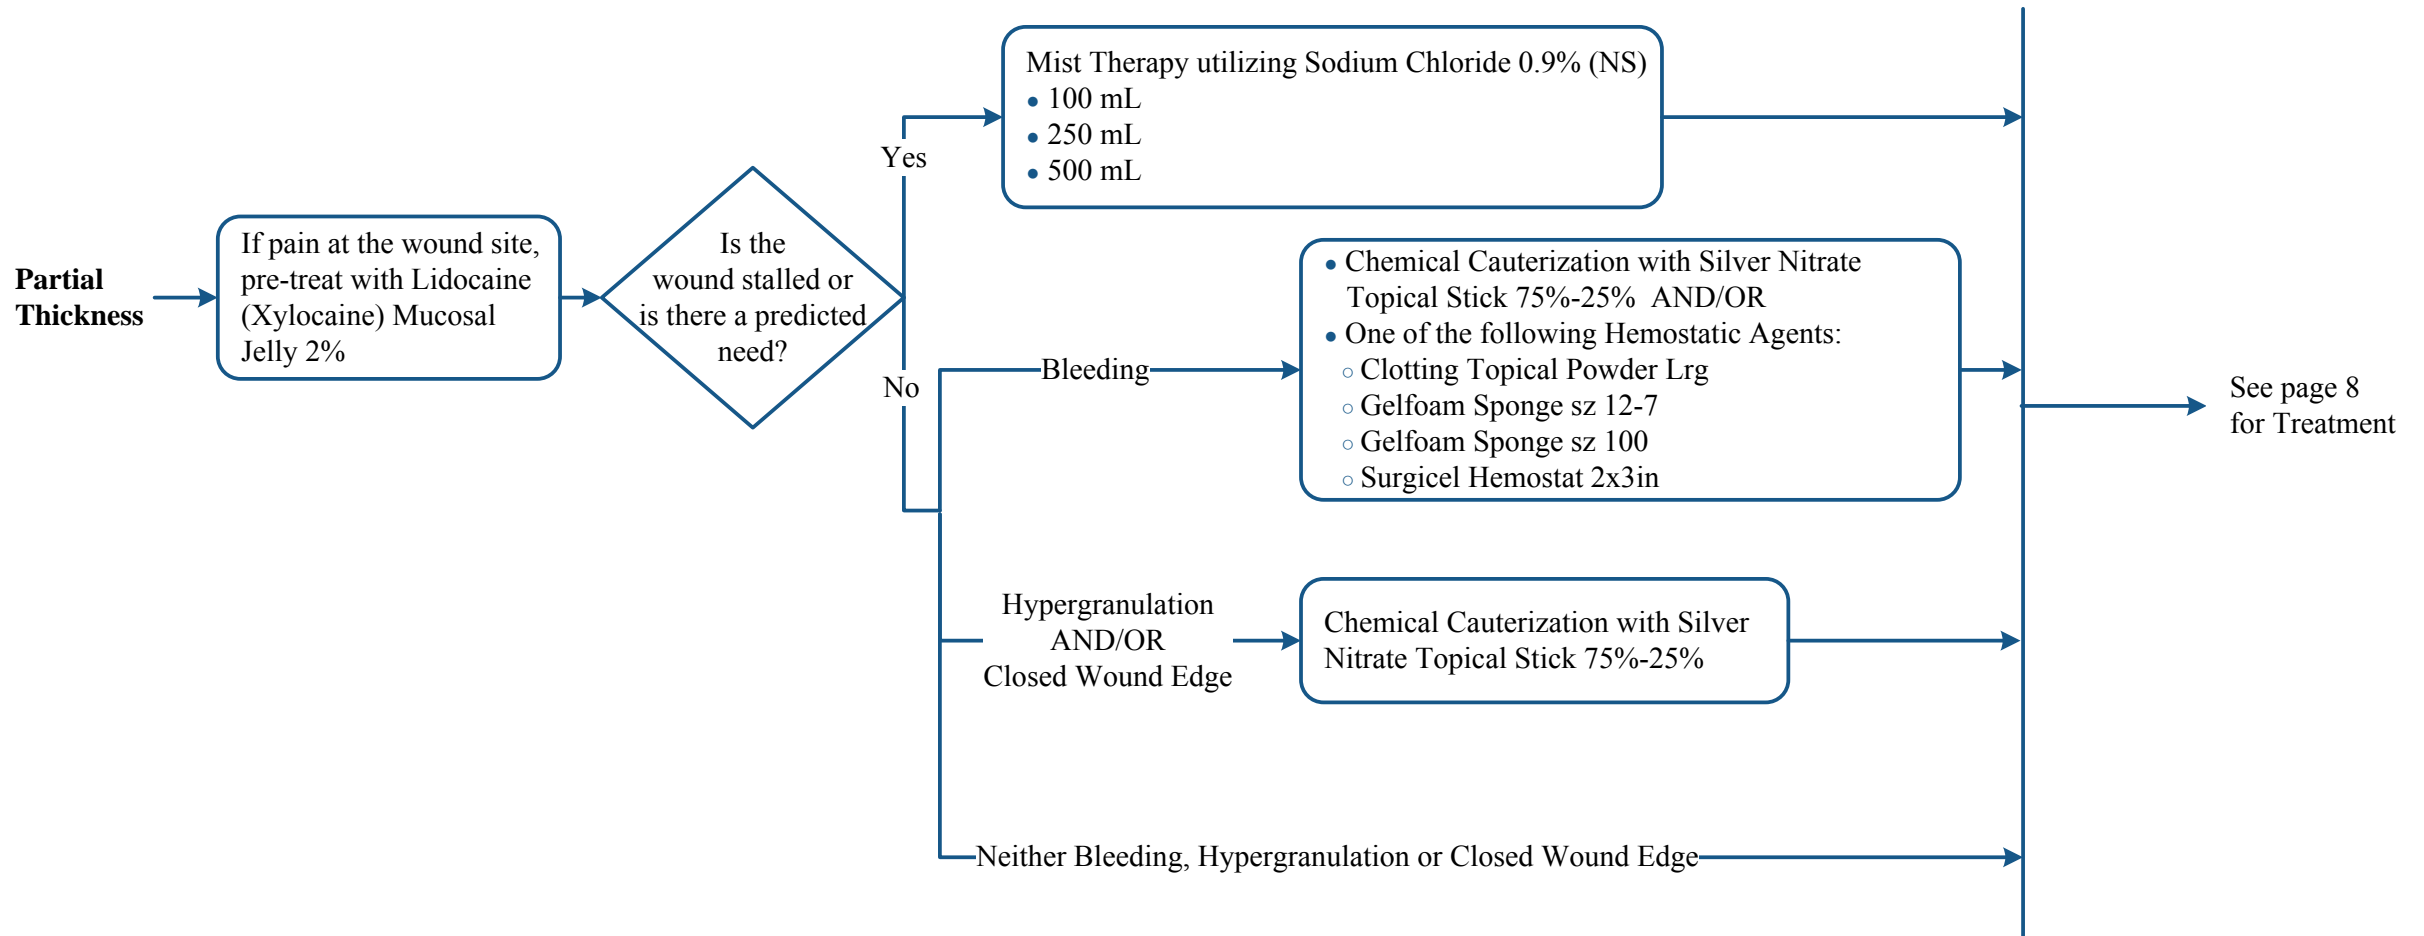 Partial
Thickness
If pain at the wound site,
pre-treat with Lidocaine
(Xylocaine) Mucosal
Jelly 2%
Is the
wound stalled or
is there a predicted
need?
Yes
Mist Therapy utilizing Sodium Chloride 0.9% (NS)
• 100 mL
• 250 mL
• 500 mL
No
Bleeding
• Chemical Cauterization with Silver Nitrate
Topical Stick 75%-25%  AND/OR
• One of the following Hemostatic Agents:
○ Clotting Topical Powder Lrg
○ Gelfoam Sponge sz 12-7
○ Gelfoam Sponge sz 100
○ Surgicel Hemostat 2x3in
Hypergranulation
AND/OR
Closed Wound Edge
Chemical Cauterization with Silver
Nitrate Topical Stick 75%-25%
Neither Bleeding, Hypergranulation or Closed Wound Edge
See page 8
for Treatment